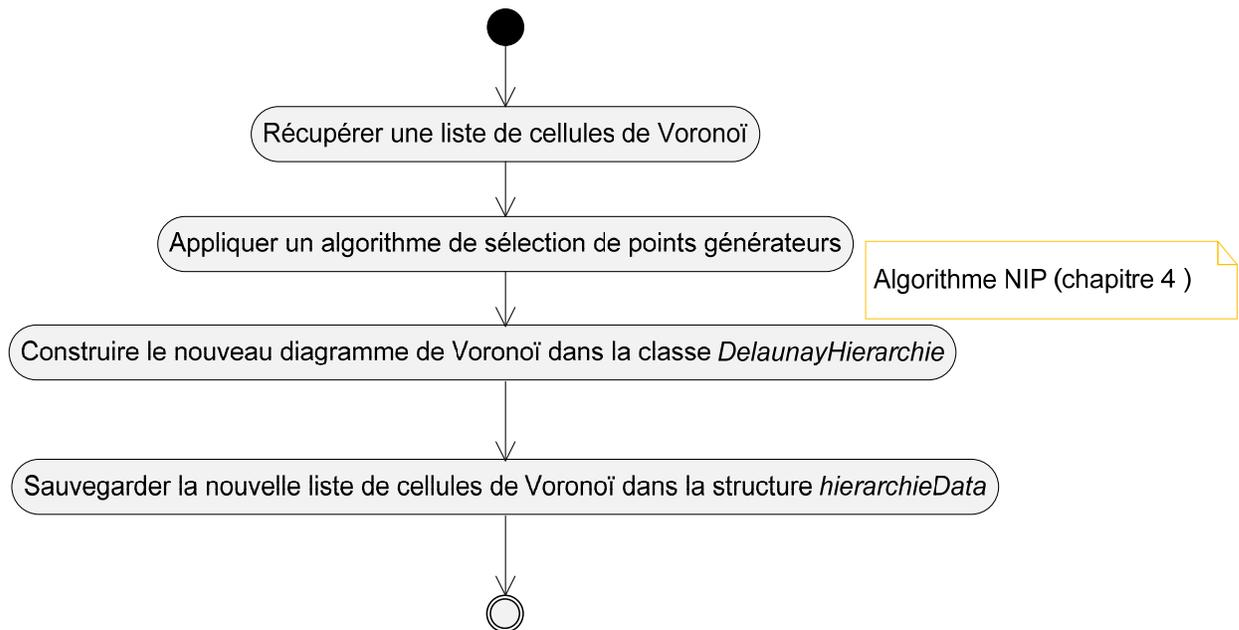 Récupérer une liste de cellules de Voronoï
Appliquer un algorithme de sélection de points générateurs
Algorithme NIP (chapitre 4 )
Construire le nouveau diagramme de Voronoï dans la classe DelaunayHierarchie
Sauvegarder la nouvelle liste de cellules de Voronoï dans la structure hierarchieData